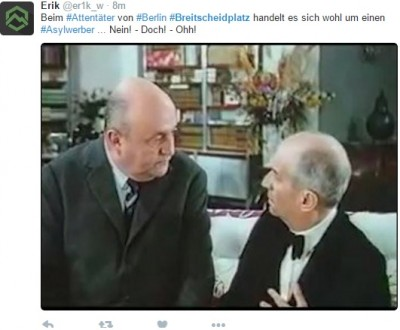 Erik @er1k_w · 8m
Beim #Attentäter von #Berlin #Breitscheidplatz handelt es sich wohl um einen
#Asylwerber ... Nein! - Doch! - Ohh!